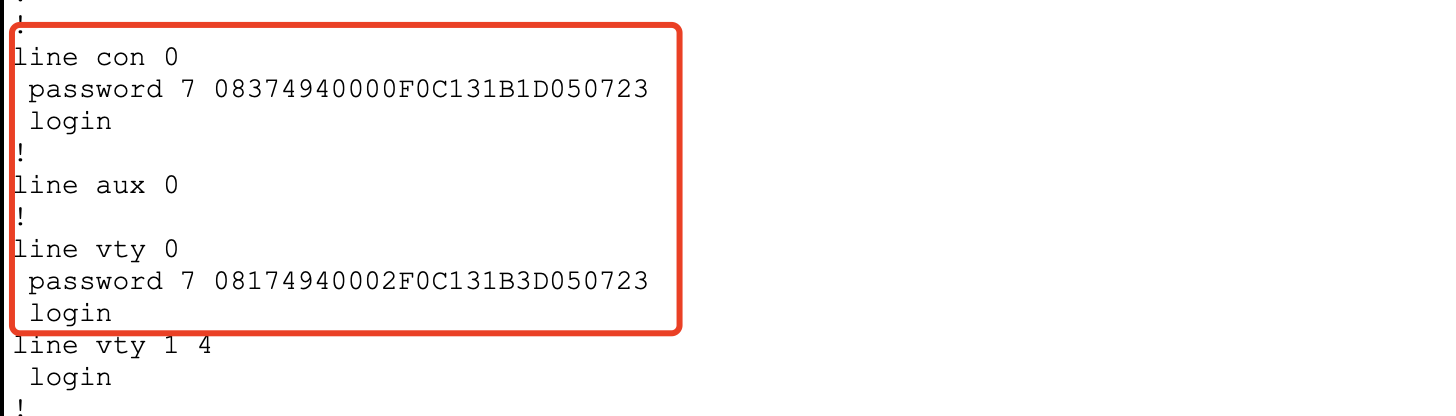 !
line con 0
 password 7 08374940000F0C131B1D050723
 login
!
line aux 0
!
line vty 0
 password 7 08174940002F0C131B3D050723
 login
line vty 1 4
 login
!